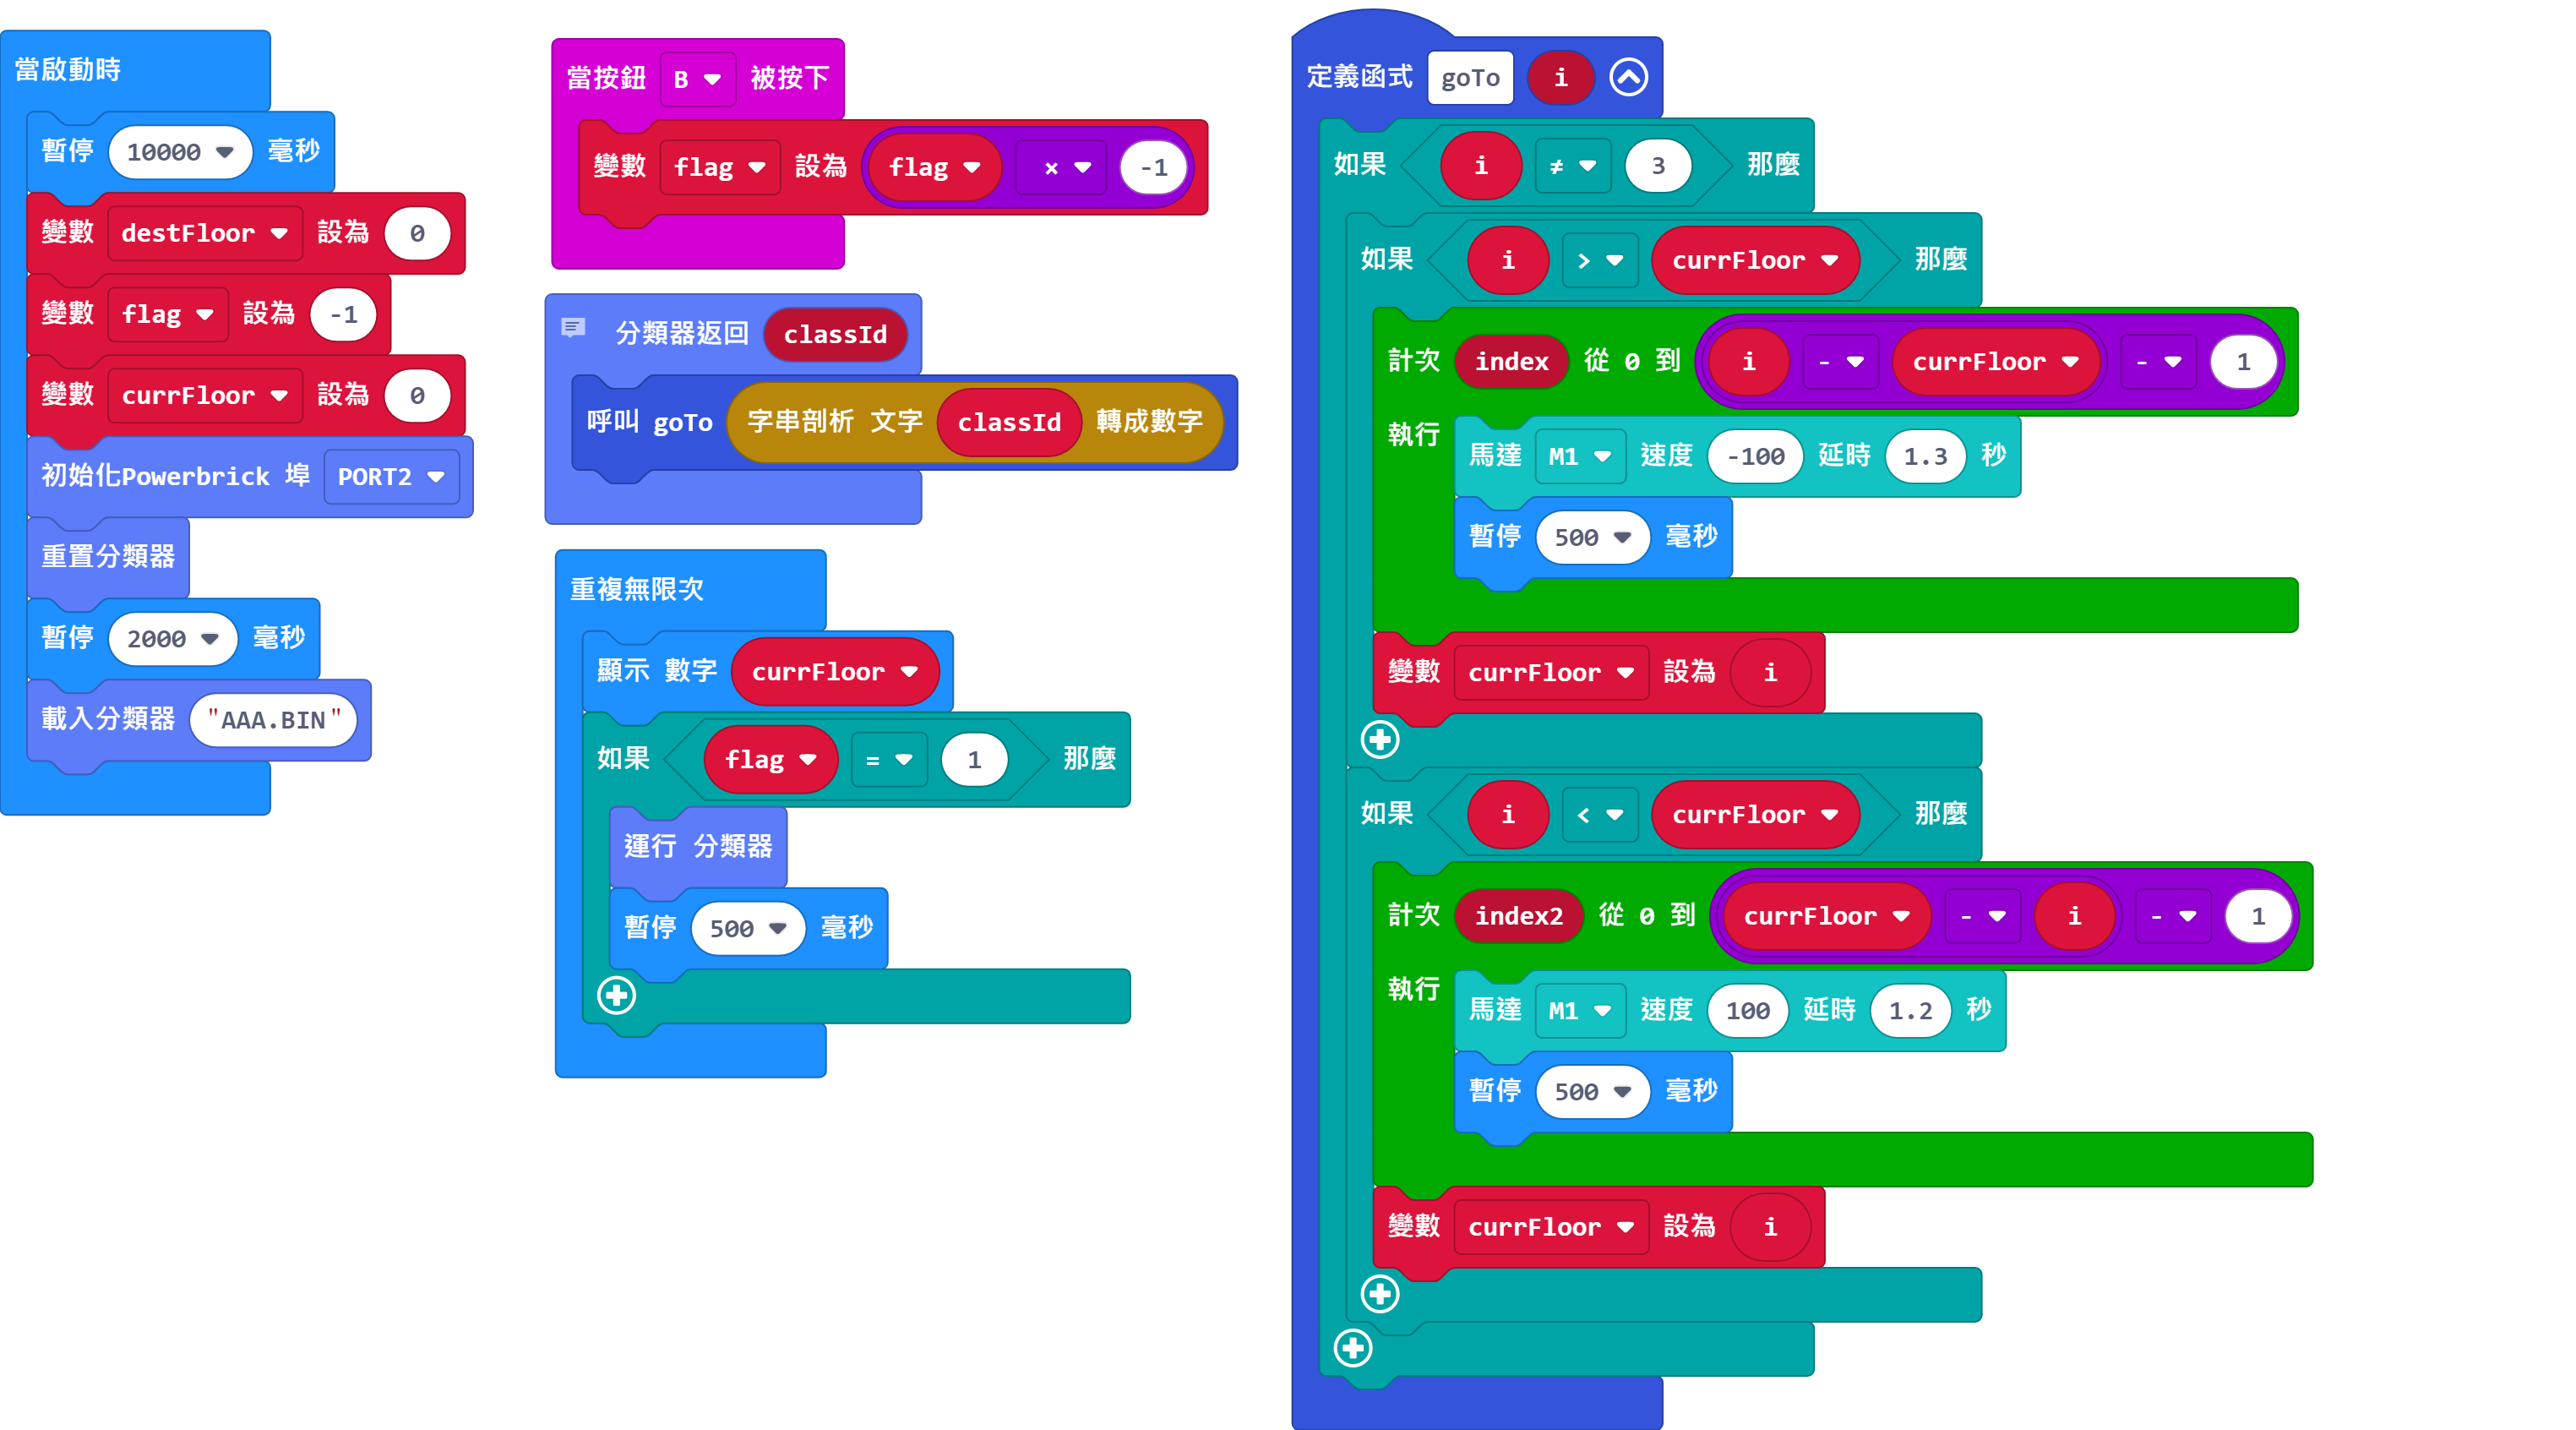 當啟動時
暫停 10000 毫秒
變數 destFloor 設為 0
變數 flag 設為 -1
變數 currFloor 設為 0
初始化Powerbrick 埠 PORT2
重置分類器
暫停 2000 毫秒
載入分類器 "AAA.BIN"
當按鈕 B 被按下
變數 flag 設為 flag × -1
分類器返回 classId
呼叫 goTo 字串剖析 文字 classId 轉成數字
重複無限次
顯示 數字 currFloor
如果 flag = 1 那麼
運行 分類器
暫停 500 毫秒
定義函式 goTo i
如果 i ≠ 3 那麼
如果 i > currFloor 那麼
計次 index 從 0 到 i - currFloor - 1
執行 馬達 M1 速度 -100 延時 1.3 秒
暫停 500 毫秒
變數 currFloor 設為 i
如果 i < currFloor 那麼
計次 index2 從 0 到 currFloor - i - 1
執行 馬達 M1 速度 100 延時 1.2 秒
暫停 500 毫秒
變數 currFloor 設為 i